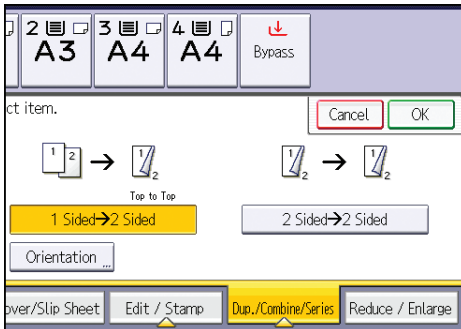 2 3 4
A3 A4 A4 Bypass
ct item.
Cancel OK
1 2 → 1 2 1 2 → 1 2
Top to Top
1 Sided→2 Sided 2 Sided→2 Sided
Orientation ...
over/Slip Sheet Edit / Stamp Dup./Combine/Series Reduce / Enlarge